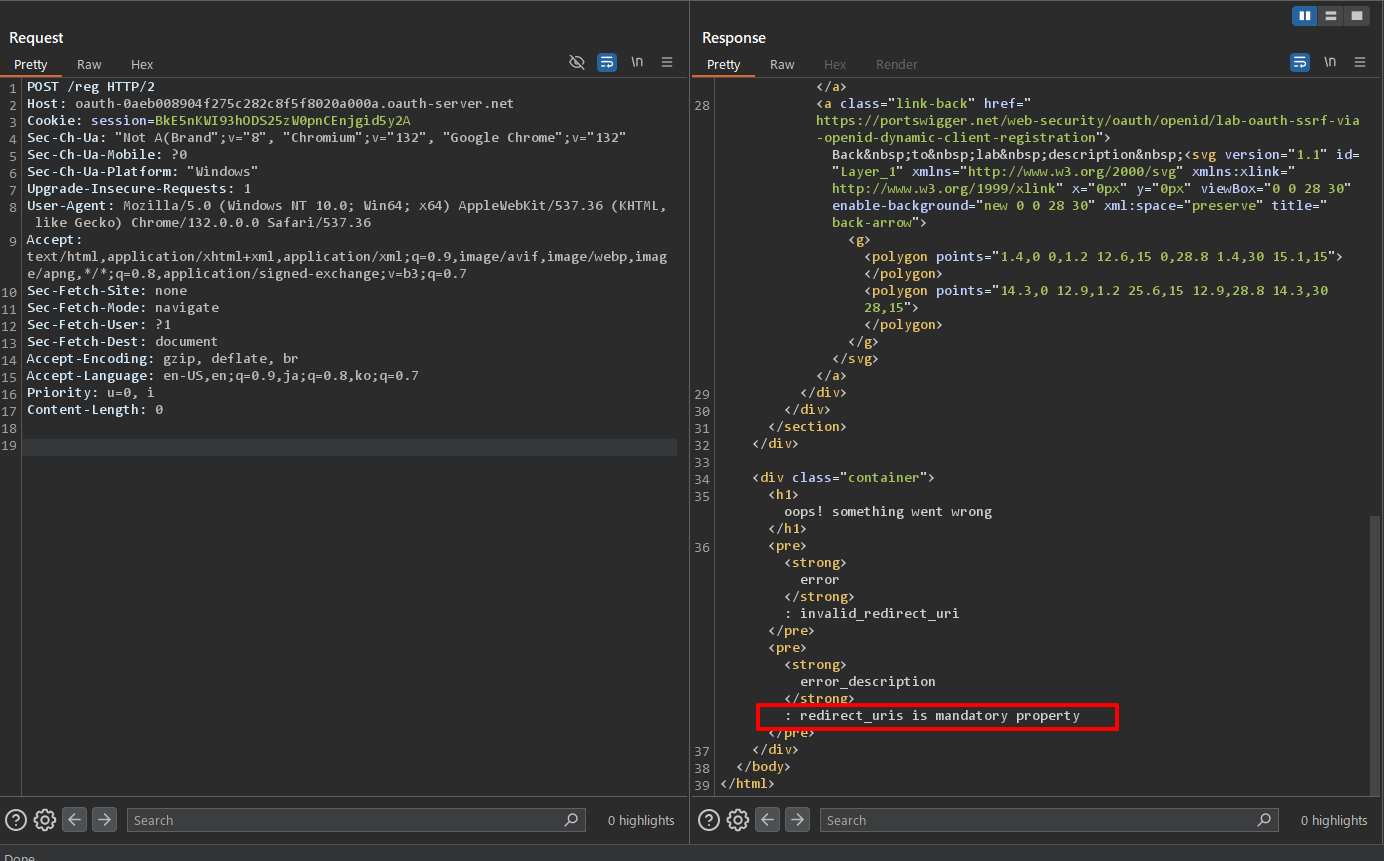 Request
Pretty Raw Hex
\n
1 POST /reg HTTP/2
2 Host: oauth-0aeb008904f275c282c8f5f8020a000a.oauth-server.net
3 Cookie: session=BkE5nKWI93hODS25zW0pnCEnjgid5y2A
4 Sec-Ch-Ua: "Not A(Brand";v="8", "Chromium";v="132", "Google Chrome";v="132"
5 Sec-Ch-Ua-Mobile: ?0
6 Sec-Ch-Ua-Platform: "Windows"
7 Upgrade-Insecure-Requests: 1
8 User-Agent: Mozilla/5.0 (Windows NT 10.0; Win64; x64) AppleWebKit/537.36 (KHTML,
like Gecko) Chrome/132.0.0.0 Safari/537.36
9 Accept:
text/html,application/xhtml+xml,application/xml;q=0.9,image/avif,image/webp,imag
e/apng,*/*;q=0.8,application/signed-exchange;v=b3;q=0.7
10 Sec-Fetch-Site: none
11 Sec-Fetch-Mode: navigate
12 Sec-Fetch-User: ?1
13 Sec-Fetch-Dest: document
14 Accept-Encoding: gzip, deflate, br
15 Accept-Language: en-US,en;q=0.9,ja;q=0.8,ko;q=0.7
16 Priority: u=0, i
17 Content-Length: 0
18
19
Search
0 highlights
Response
Pretty Raw Hex Render
\n
</a>
28 <a class="link-back" href="
https://portswigger.net/web-security/oauth/openid/lab-oauth-ssrf-via
-openid-dynamic-client-registration">
Back&nbsp;to&nbsp;lab&nbsp;description&nbsp;<svg version="1.1" id=
"Layer_1" xmlns="http://www.w3.org/2000/svg" xmlns:xlink="
http://www.w3.org/1999/xlink" x="0px" y="0px" viewBox="0 0 28 30"
enable-background="new 0 0 28 30" xml:space="preserve" title="
back-arrow">
<g>
<polygon points="1.4,0 0,1.2 12.6,15 0,28.8 1.4,30 15.1,15">
</polygon>
<polygon points="14.3,0 12.9,1.2 25.6,15 12.9,28.8 14.3,30
28,15">
</polygon>
</g>
</svg>
</a>
29 </div>
30 </div>
31 </section>
32 </div>
33
34 <div class="container">
35 <h1>
oops! something went wrong
</h1>
36 <pre>
<strong>
error
</strong>
: invalid_redirect_uri
</pre>
<pre>
<strong>
error_description
</strong>
: redirect_uris is mandatory property
</pre>
37 </div>
38 </body>
39 </html>
Search
0 highlights
Done